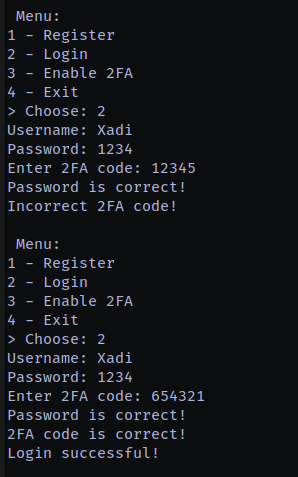 Menu:
1 - Register
2 - Login
3 - Enable 2FA
4 - Exit
> Choose: 2
Username: Xadi
Password: 1234
Enter 2FA code: 12345
Password is correct!
Incorrect 2FA code!
Menu:
1 - Register
2 - Login
3 - Enable 2FA
4 - Exit
> Choose: 2
Username: Xadi
Password: 1234
Enter 2FA code: 654321
Password is correct!
2FA code is correct!
Login successful!